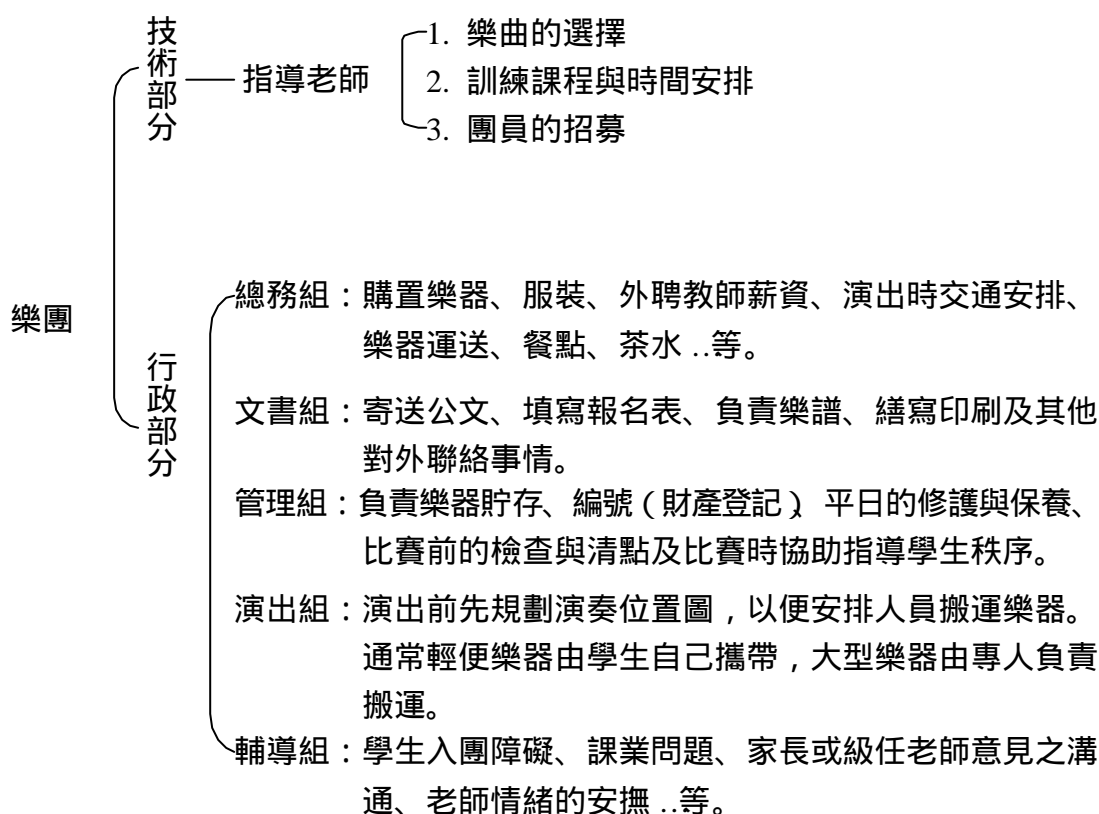 樂團
技術部分
指導老師
1. 樂曲的選擇
2. 訓練課程與時間安排
3. 團員的招募
行政部分
總務組：購置樂器、服裝、外聘教師薪資、演出時交通安排、
樂器運送、餐點、茶水 ..等。
文書組：寄送公文、填寫報名表、負責樂譜、繕寫印刷及其他
對外聯絡事情。
管理組：負責樂器貯存、編號（財產登記）、平日的修護與保養、
比賽前的檢查與清點及比賽時協助指導學生秩序。
演出組：演出前先規劃演奏位置圖，以便安排人員搬運樂器。
通常輕便樂器由學生自己攜帶，大型樂器由專人負責
搬運。
輔導組：學生入團障礙、課業問題、家長或級任老師意見之溝
通、老師情緒的安撫 ..等。